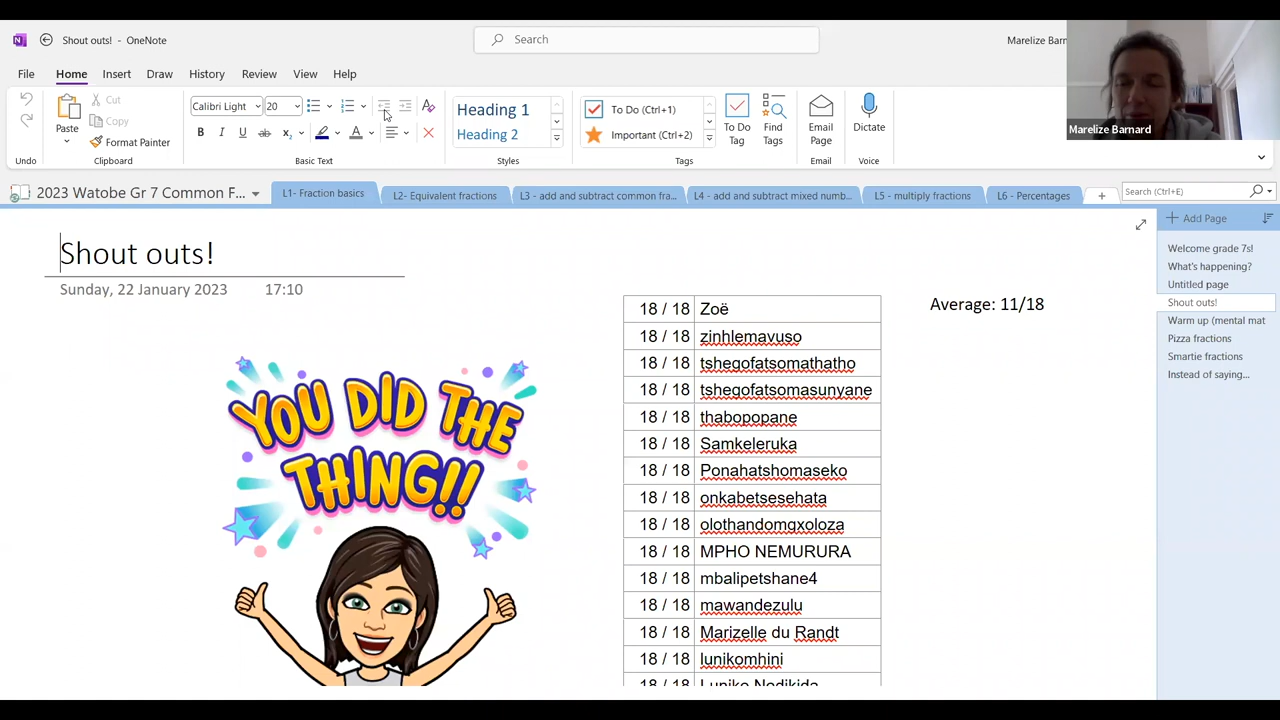 Shout outs! - OneNote
Search
Marelize Bar
File Home Insert Draw History Review View Help
Calibri Light 20
Paste
Cut
Copy
Format Painter
Heading 1
Heading 2
To Do (Ctrl+1)
Important (Ctrl+2)
To Do Tag
Find Tags
Email Page
Dictate
Undo Clipboard Basic Text Styles Tags Email Voice
Marelize Barnard
2023 Watobe Gr 7 Common F...
L1- Fraction basics
L2- Equivalent fractions
L3 - add and subtract common fra...
L4 - add and subtract mixed numb...
L5 - multiply fractions
L6 - Percentages
Search (Ctrl+E)
Shout outs!
Sunday, 22 January 2023 17:10
YOU DID THE
THING!!
18 / 18 Zoë
18 / 18 zinhlemavuso
18 / 18 tshegofatsomathatho
18 / 18 tshegofatsomasunyane
18 / 18 thabopopane
18 / 18 Samkeleruka
18 / 18 Ponahatshomaseko
18 / 18 onkabetsesehata
18 / 18 olothandomgxoloza
18 / 18 MPHO NEMURURA
18 / 18 mbalipetshane4
18 / 18 mawandezulu
18 / 18 Marizelle du Randt
18 / 18 lunikomhini
Average: 11/18
Add Page
Welcome grade 7s!
What's happening?
Untitled page
Shout outs!
Warm up (mental mat
Pizza fractions
Smartie fractions
Instead of saying...